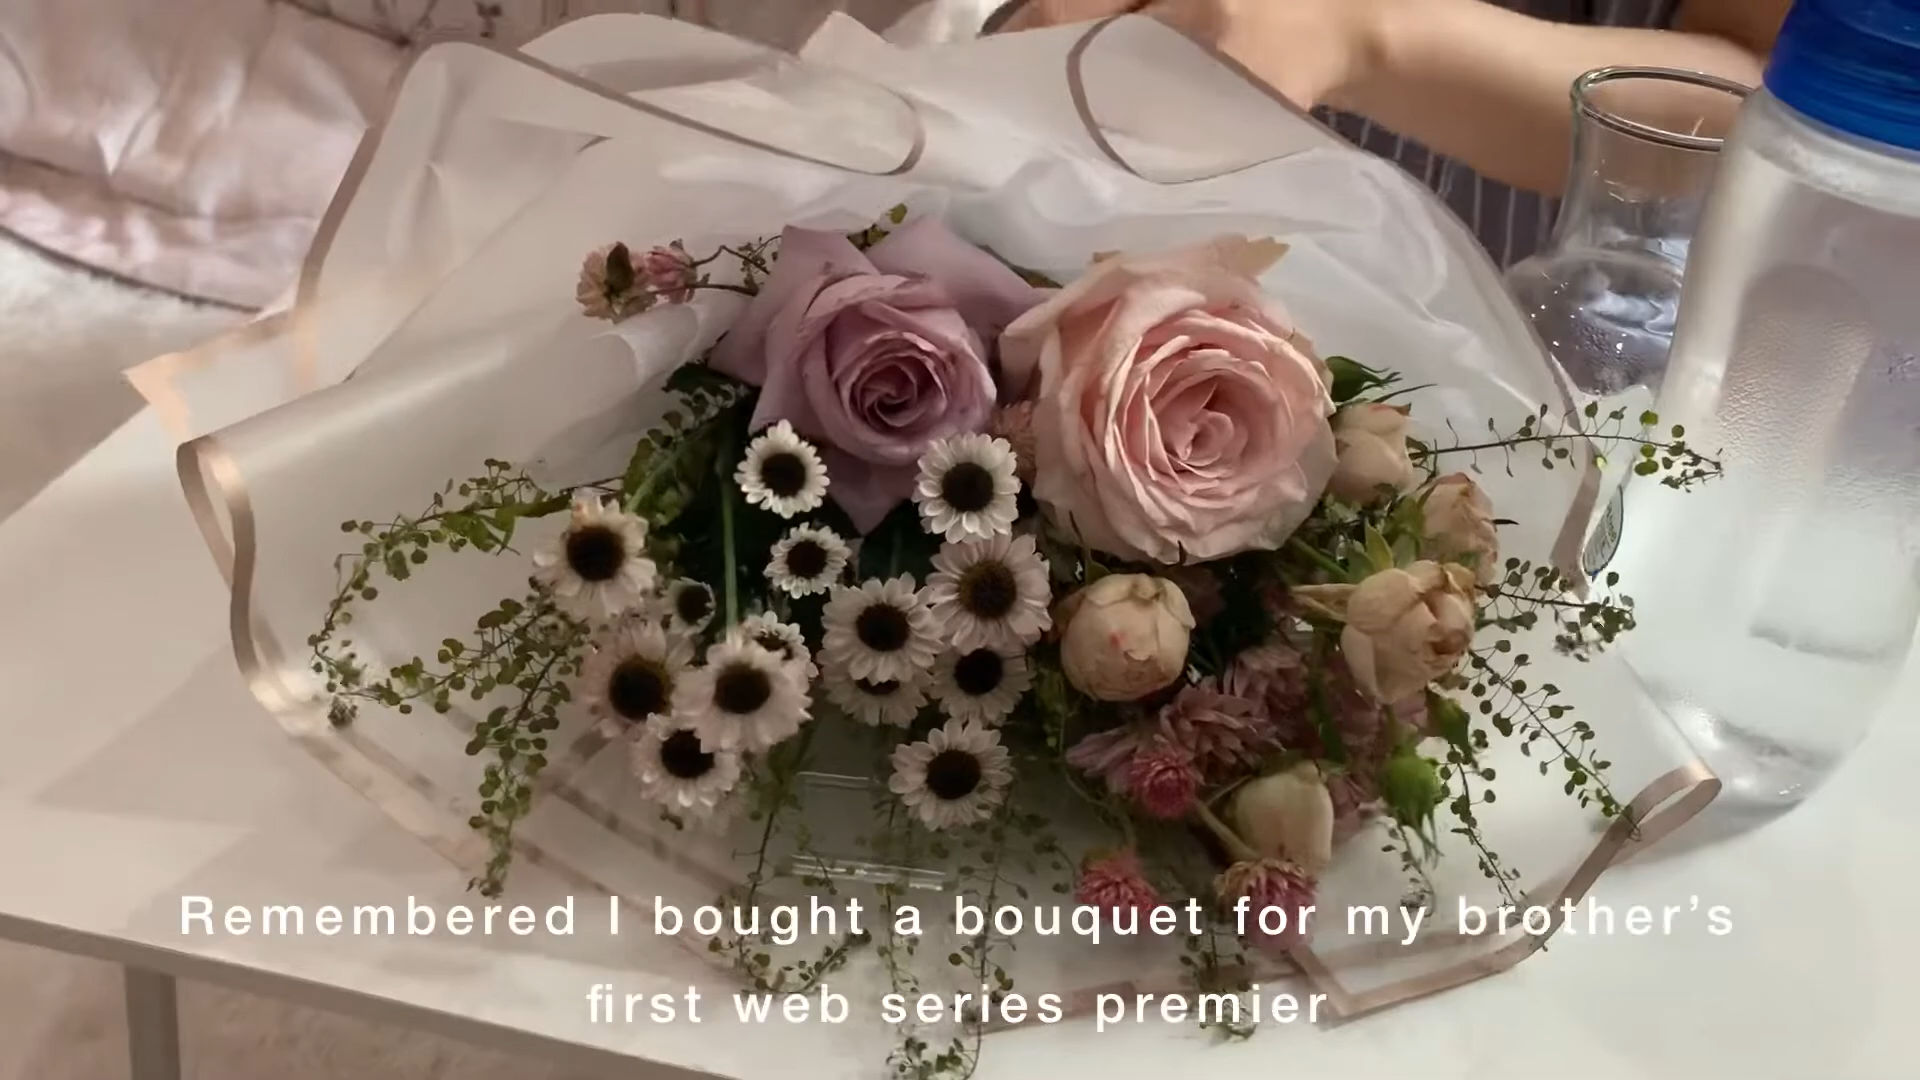 Remembered I bought a bouquet for my brother’s
first web series premier